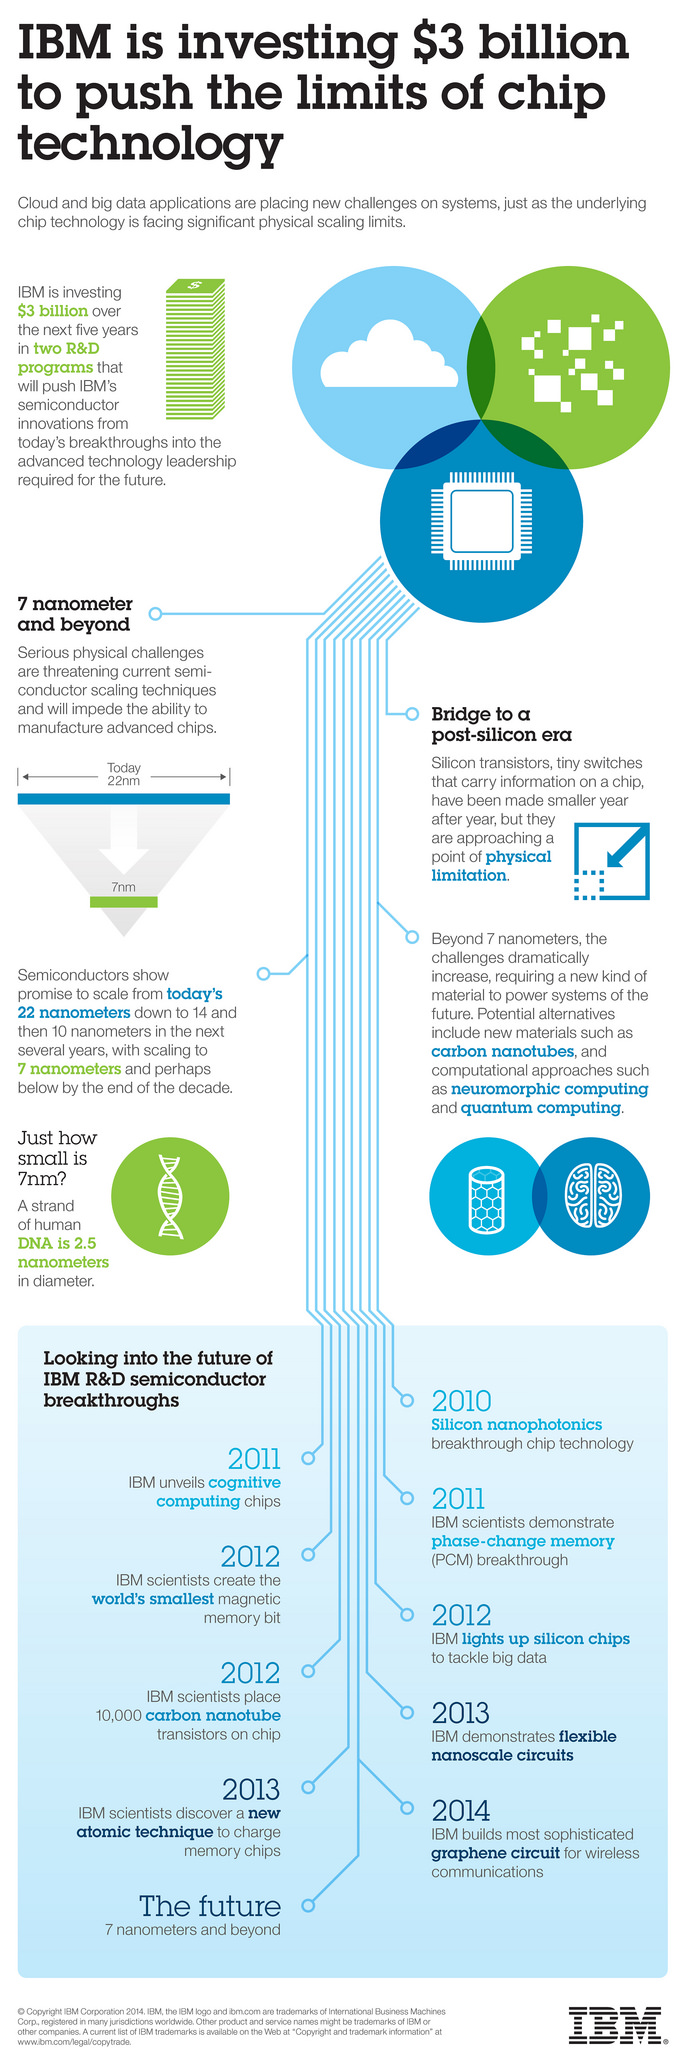 IBM is investing $3 billion
to push the limits of chip
technology
Cloud and big data applications are placing new challenges on systems, just as the underlying
chip technology is facing significant physical scaling limits.
IBM is investing
$3 billion over
the next five years
in two R&D
programs that
will push IBM's
semiconductor
innovations from
today's breakthroughs into the
advanced technology leadership
required for the future.
$
7 nanometer
and beyond
Serious physical challenges
are threatening current semi-
conductor scaling techniques
and will impede the ability to
manufacture advanced chips.
Today
22nm
7nm
Semiconductors show
promise to scale from today's
22 nanometers down to 14 and
then 10 nanometers in the next
several years, with scaling to
7 nanometers and perhaps
below by the end of the decade.
Just how
small is
7nm?
A strand
of human
DNA is 2.5
nanometers
in diameter.
Bridge to a
post-silicon era
Silicon transistors, tiny switches
that carry information on a chip,
have been made smaller year
after year, but they
are approaching a
point of physical
limitation.
Beyond 7 nanometers, the
challenges dramatically
increase, requiring a new kind of
material to power systems of the
future. Potential alternatives
include new materials such as
carbon nanotubes, and
computational approaches such
as neuromorphic computing
and quantum computing.
Looking into the future of
IBM R&D semiconductor
breakthroughs
2010
Silicon nanophotonics
breakthrough chip technology
2011
IBM unveils cognitive
computing chips
2011
IBM scientists demonstrate
phase-change memory
(PCM) breakthrough
2012
IBM scientists create the
world's smallest magnetic
memory bit
2012
IBM lights up silicon chips
to tackle big data
2012
IBM scientists place
10,000 carbon nanotube
transistors on chip
2013
IBM demonstrates flexible
nanoscale circuits
2013
IBM scientists discover a new
atomic technique to charge
memory chips
2014
IBM builds most sophisticated
graphene circuit for wireless
communications
The future
7 nanometers and beyond
© Copyright IBM Corporation 2014. IBM, the IBM logo and ibm.com are trademarks of International Business Machines
Corp., registered in many jurisdictions worldwide. Other product and service names might be trademarks of IBM or
other companies. A current list of IBM trademarks is available on the Web at "Copyright and trademark information" at
www.ibm.com/legal/copytrade.
IBM®